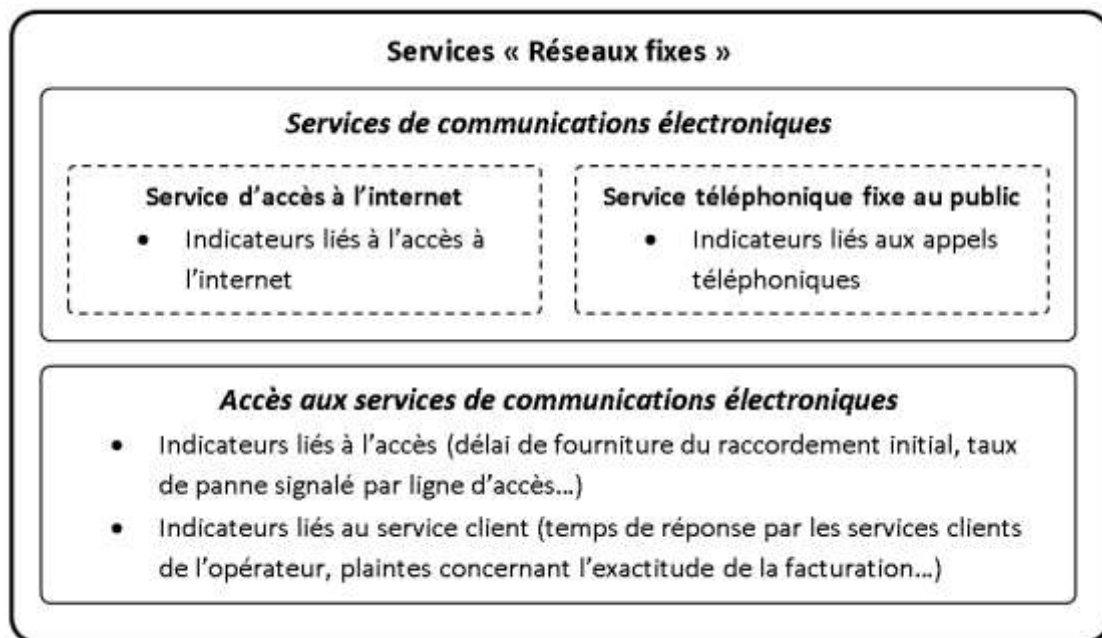 Services « Réseaux fixes »
Services de communications électroniques
Service d'accès à l'internet
• Indicateurs liés à l'accès à
l'internet
Service téléphonique fixe au public
• Indicateurs liés aux appels
téléphoniques
Accès aux services de communications électroniques
• Indicateurs liés à l'accès (délai de fourniture du raccordement initial, taux
de panne signalé par ligne d'accès…)
• Indicateurs liés au service client (temps de réponse par les services clients
de l'opérateur, plaintes concernant l'exactitude de la facturation…)